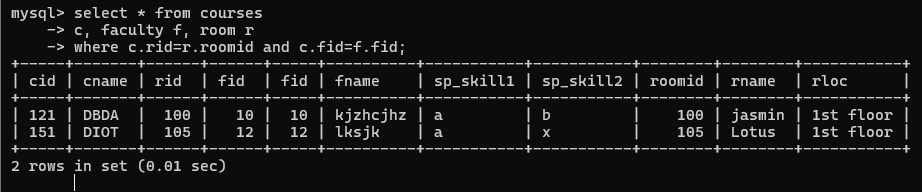 mysql> select * from courses
    -> c, faculty f, room r
    -> where c.rid=r.roomid and c.fid=f.fid;
+-----+-------+------+------+-----+----------+-----------+-----------+--------+--------+-----------+
| cid | cname | rid  | fid  | fid | fname    | sp_skill1 | sp_skill2 | roomid | rname  | rloc      |
+-----+-------+------+------+-----+----------+-----------+-----------+--------+--------+-----------+
| 121 | DBDA  |  100 |   10 |  10 | kjzhcjhz | a         | b         |    100 | jasmin | 1st floor |
| 151 | DIOT  |  105 |   12 |  12 | lksjk    | a         | x         |    105 | Lotus  | 1st floor |
+-----+-------+------+------+-----+----------+-----------+-----------+--------+--------+-----------+
2 rows in set (0.01 sec)